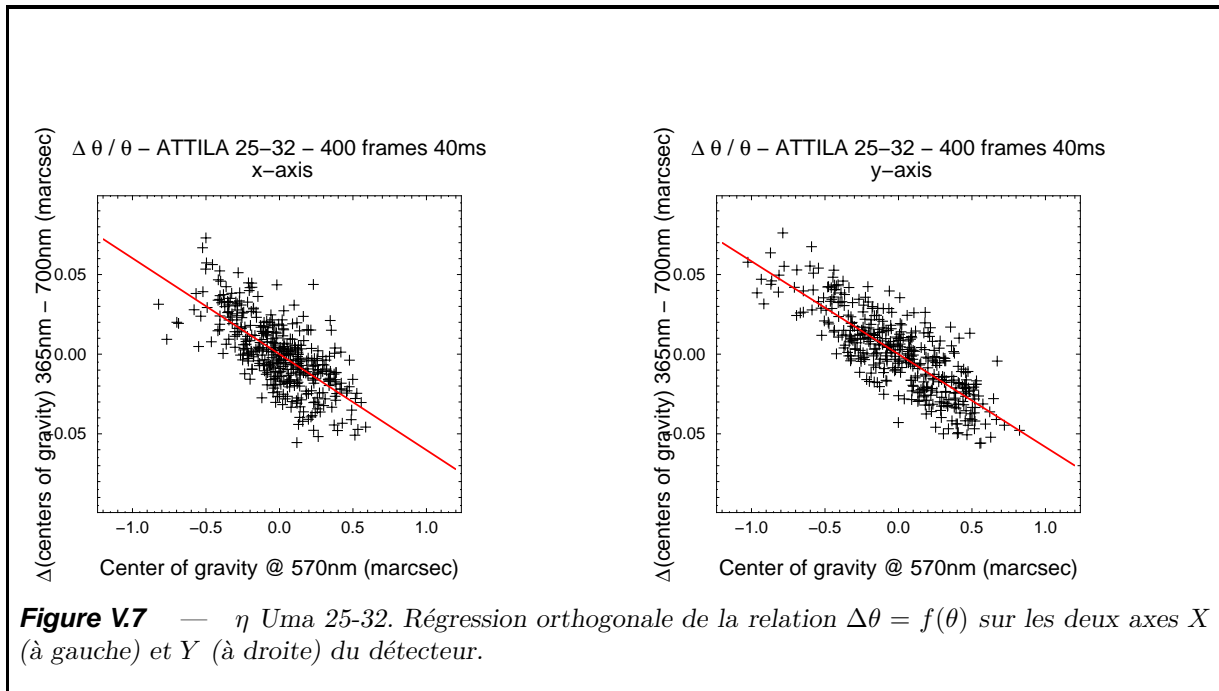 Δ θ / θ – ATTILA 25–32 – 400 frames 40ms
x–axis
Δ(centers of gravity) 365nm – 700nm (marcsec)
0.05
0.00
–0.05
–1.0 –0.5 0.0 0.5 1.0
Center of gravity @ 570nm (marcsec)
Δ θ / θ – ATTILA 25–32 – 400 frames 40ms
y–axis
Δ(centers of gravity) 365nm – 700nm (marcsec)
0.05
0.00
–0.05
–1.0 –0.5 0.0 0.5 1.0
Center of gravity @ 570nm (marcsec)
Figure V.7 — η Uma 25-32. Régression orthogonale de la relation Δθ = f(θ) sur les deux axes X
(à gauche) et Y (à droite) du détecteur.